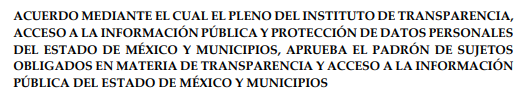 ACUERDO MEDIANTE EL CUAL EL PLENO DEL INSTITUTO DE TRANSPARENCIA,
ACCESO A LA INFORMACIÓN PÚBLICA Y PROTECCIÓN DE DATOS PERSONALES
DEL ESTADO DE MÉXICO Y MUNICIPIOS, APRUEBA EL PADRÓN DE SUJETOS
OBLIGADOS EN MATERIA DE TRANSPARENCIA Y ACCESO A LA INFORMACIÓN
PÚBLICA DEL ESTADO DE MÉXICO Y MUNICIPIOS